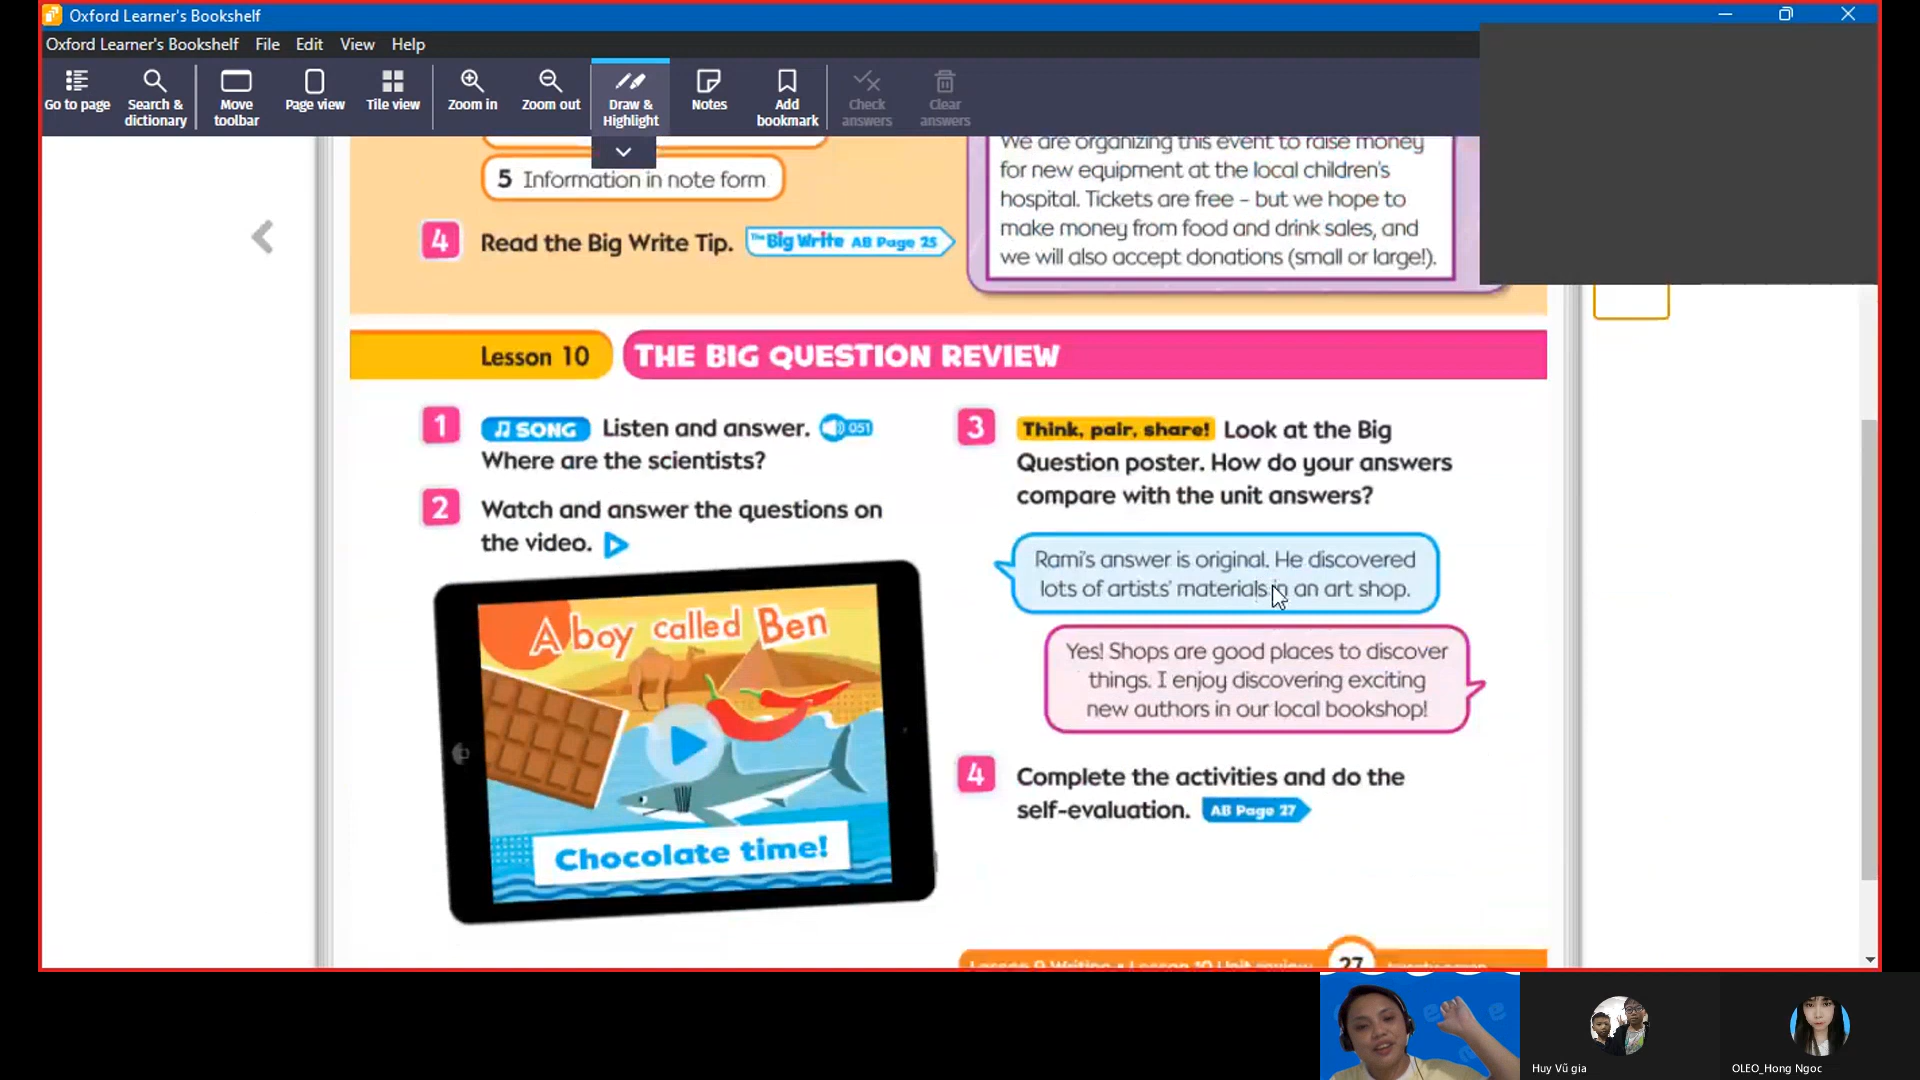 Oxford Learner's Bookshelf
Oxford Learner's Bookshelf File Edit View Help
Go to page
Search & dictionary
Move toolbar
Page view
Tile view
Zoom in
Zoom out
Draw & Highlight
Notes
Add bookmark
Check answers
Clear answers
5 Information in note form
4 Read the Big Write Tip. The Big Write AB Page 25
We are organizing this event to raise money
for new equipment at the local children's
hospital. Tickets are free – but we hope to
make money from food and drink sales, and
we will also accept donations (small or large!).
Lesson 10 THE BIG QUESTION REVIEW
1 SONG Listen and answer. 051
Where are the scientists?
2 Watch and answer the questions on
the video.
A boy called Ben
Chocolate time!
3 Think, pair, share! Look at the Big
Question poster. How do your answers
compare with the unit answers?
Rami's answer is original. He discovered
lots of artists' materials in an art shop.
Yes! Shops are good places to discover
things. I enjoy discovering exciting
new authors in our local bookshop!
4 Complete the activities and do the
self-evaluation. AB Page 27
Lesson 9 Writing • Lesson 10 Unit review 27
Huy Vũ gia
OLEO_Hong Ngoc